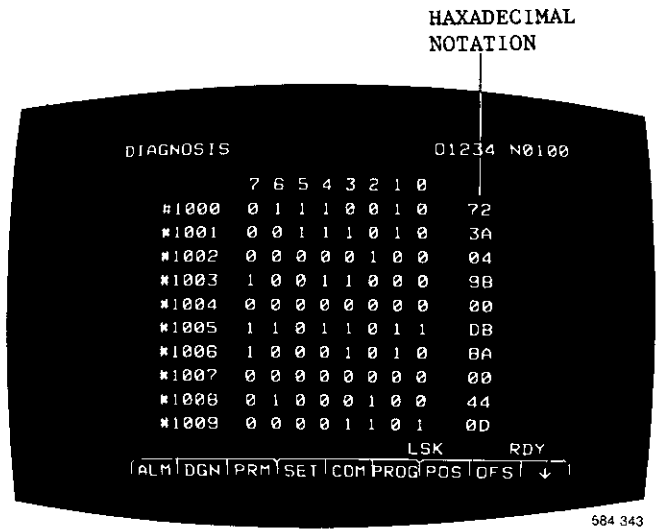 HAXADECIMAL
NOTATION
DIAGNOSIS O1234 N0100
7 6 5 4 3 2 1 0
#1000 0 1 1 1 0 0 1 0 72
#1001 0 0 1 1 1 0 1 0 3A
#1002 0 0 0 0 0 1 0 0 04
#1003 1 0 0 1 1 0 0 0 98
#1004 0 0 0 0 0 0 0 0 00
#1005 1 1 0 1 1 0 1 1 DB
#1006 1 0 0 0 1 0 1 0 8A
#1007 0 0 0 0 0 0 0 0 00
#1008 0 1 0 0 0 1 0 0 44
#1009 0 0 0 0 1 1 0 1 0D
LSK RDY
ALM DGN PRM SET COM PROG POS OFS ↓
584 343